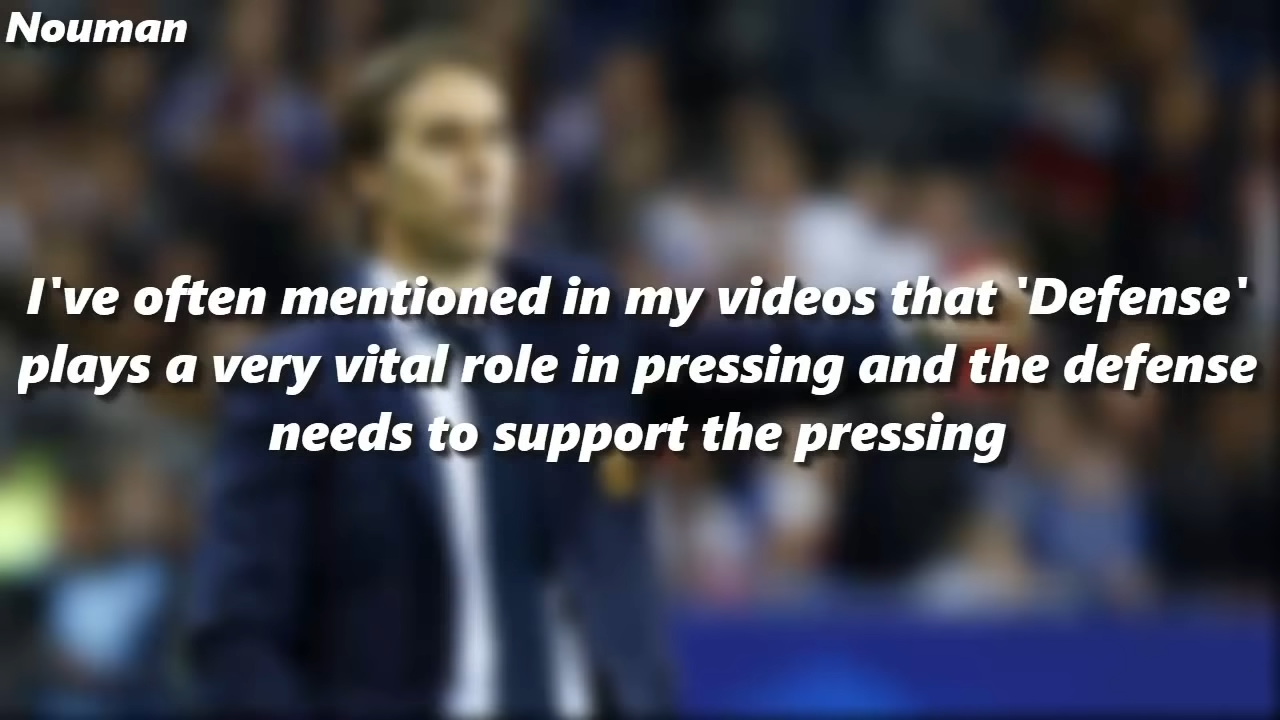 Nouman
I've often mentioned in my videos that 'Defense'
plays a very vital role in pressing and the defense
needs to support the pressing